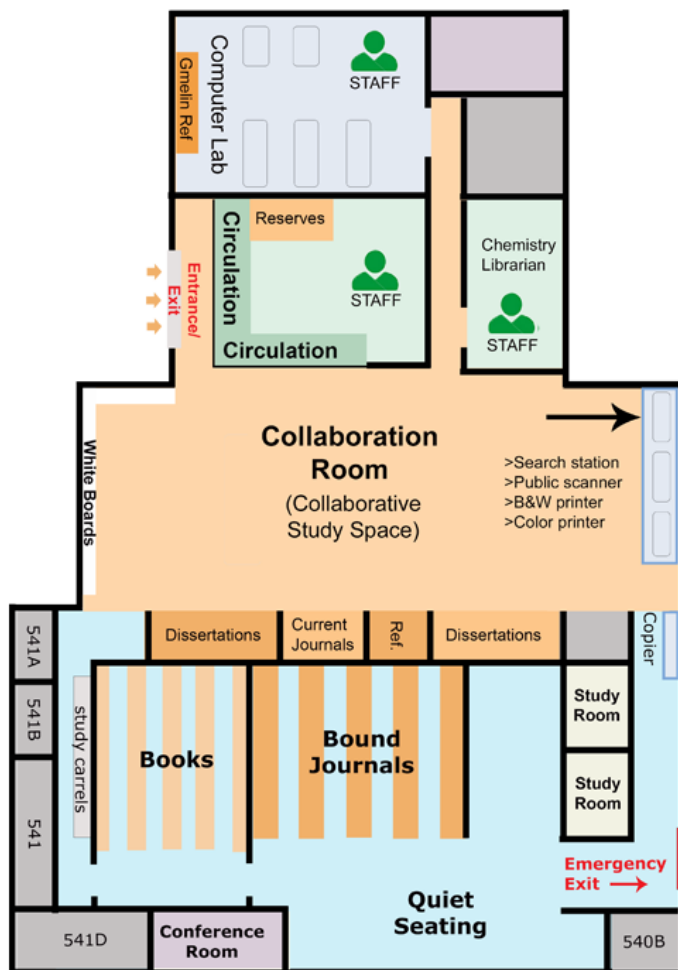 Gmelin Ref
Computer Lab
STAFF
Reserves
Circulation
Circulation
STAFF
Chemistry
Librarian
STAFF
Entrance/
Exit
White Boards
Collaboration
Room
(Collaborative
Study Space)
>Search station
>Public scanner
>B&W printer
>Color printer
541A
541B
541
541D
study carrels
Dissertations
Current
Journals
Ref.
Dissertations
Copier
Books
Bound
Journals
Study
Room
Study
Room
Emergency
Exit
Quiet
Seating
Conference
Room
540B